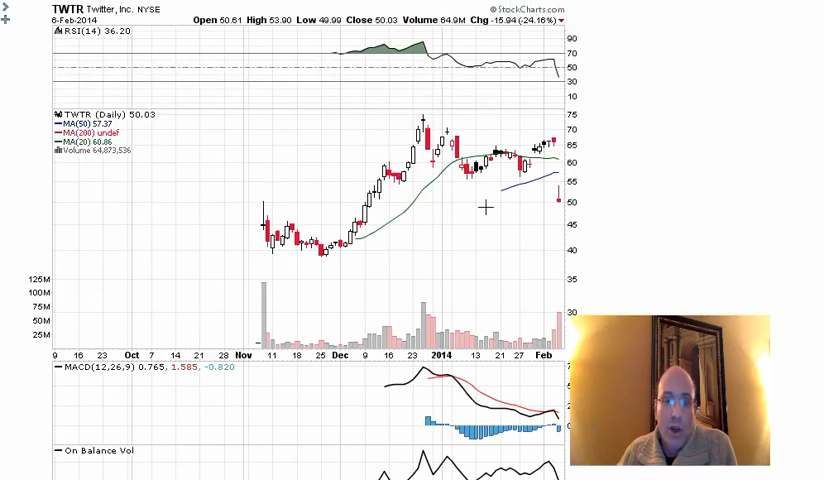 TWTR Twitter, Inc. NYSE
© StockCharts.com
6-Feb-2014
Open 50.61 High 53.90 Low 49.99 Close 50.03 Volume 64.9M Chg -15.94 (-24.16%)
RSI(14) 36.20
90
70
50
30
10
TWTR (Daily) 50.03
MA(50) 57.37
MA(200) undef
MA(20) 60.86
Volume 64,873,536
75
70
65
60
55
50
45
40
35
30
125M
100M
75M
50M
25M
9 16 23 Oct 7 14 21 28 Nov 11 18 25 Dec 9 16 23 2014 6 13 21 27 Feb
MACD(12,26,9) 0.765, 1.585, -0.820
On Balance Vol